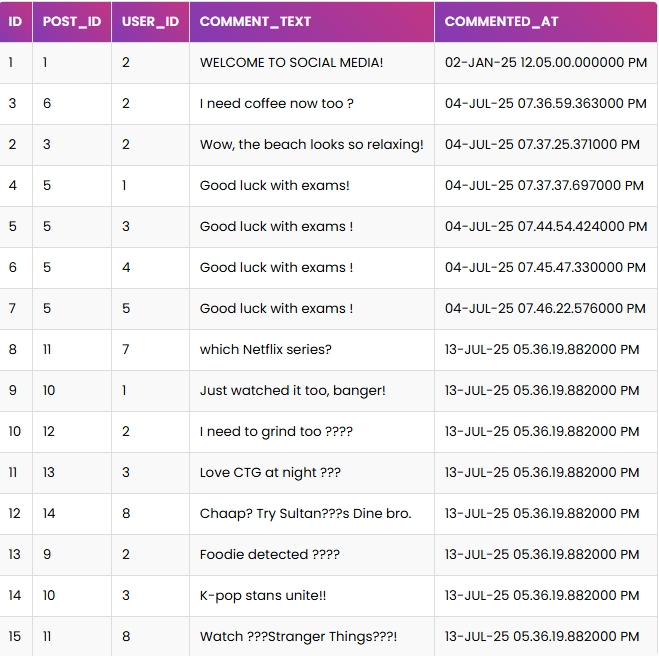 ID POST_ID USER_ID COMMENT_TEXT COMMENTED_AT
1 1 2 WELCOME TO SOCIAL MEDIA! 02-JAN-25 12.05.00.000000 PM
3 6 2 I need coffee now too ? 04-JUL-25 07.36.59.363000 PM
2 3 2 Wow, the beach looks so relaxing! 04-JUL-25 07.37.25.371000 PM
4 5 1 Good luck with exams! 04-JUL-25 07.37.37.697000 PM
5 5 3 Good luck with exams ! 04-JUL-25 07.44.54.424000 PM
6 5 4 Good luck with exams ! 04-JUL-25 07.45.47.330000 PM
7 5 5 Good luck with exams ! 04-JUL-25 07.46.22.576000 PM
8 11 7 which Netflix series? 13-JUL-25 05.36.19.882000 PM
9 10 1 Just watched it too, banger! 13-JUL-25 05.36.19.882000 PM
10 12 2 I need to grind too ???? 13-JUL-25 05.36.19.882000 PM
11 13 3 Love CTG at night ??? 13-JUL-25 05.36.19.882000 PM
12 14 8 Chaap? Try Sultan???s Dine bro. 13-JUL-25 05.36.19.882000 PM
13 9 2 Foodie detected ???? 13-JUL-25 05.36.19.882000 PM
14 10 3 K-pop stans unite!! 13-JUL-25 05.36.19.882000 PM
15 11 8 Watch ???Stranger Things???! 13-JUL-25 05.36.19.882000 PM